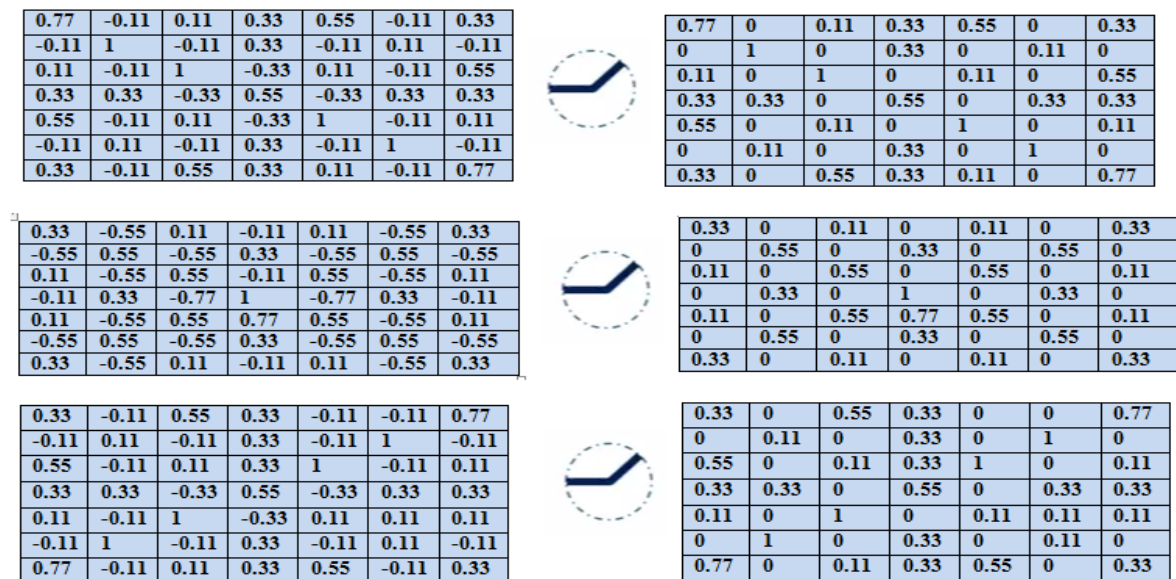 0.77 -0.11 0.11 0.33 0.55 -0.11 0.33
-0.11 1 -0.11 0.33 -0.11 0.11 -0.11
0.11 -0.11 1 -0.33 0.11 -0.11 0.55
0.33 0.33 -0.33 0.55 -0.33 0.33 0.33
0.55 -0.11 0.11 -0.33 1 -0.11 0.11
-0.11 0.11 -0.11 0.33 -0.11 1 -0.11
0.33 -0.11 0.55 0.33 0.11 -0.11 0.77
0.77 0 0.11 0.33 0.55 0 0.33
0 1 0 0.33 0 0.11 0
0.11 0 1 0 0.11 0 0.55
0.33 0.33 0 0.55 0 0.33 0.33
0.55 0 0.11 0 1 0 0.11
0 0.11 0 0.33 0 1 0
0.33 0 0.55 0.33 0.11 0 0.77
0.33 -0.55 0.11 -0.11 0.11 -0.55 0.33
-0.55 0.55 -0.55 0.33 -0.55 0.55 -0.55
0.11 -0.55 0.55 -0.11 0.55 -0.55 0.11
-0.11 0.33 -0.77 1 -0.77 0.33 -0.11
0.11 -0.55 0.55 0.77 0.55 -0.55 0.11
-0.55 0.55 -0.55 0.33 -0.55 0.55 -0.55
0.33 -0.55 0.11 -0.11 0.11 -0.55 0.33
0.33 0 0.11 0 0.11 0 0.33
0 0.55 0 0.33 0 0.55 0
0.11 0 0.55 0 0.55 0 0.11
0 0.33 0 1 0 0.33 0
0.11 0 0.55 0.77 0.55 0 0.11
0 0.55 0 0.33 0 0.55 0
0.33 0 0.11 0 0.11 0 0.33
0.33 -0.11 0.55 0.33 -0.11 -0.11 0.77
-0.11 0.11 -0.11 0.33 -0.11 1 -0.11
0.55 -0.11 0.11 0.33 1 -0.11 0.11
0.33 0.33 -0.33 0.55 -0.33 0.33 0.33
0.11 -0.11 1 -0.33 0.11 0.11 0.11
-0.11 1 -0.11 0.33 -0.11 0.11 -0.11
0.77 -0.11 0.11 0.33 0.55 -0.11 0.33
0.33 0 0.55 0.33 0 0 0.77
0 0.11 0 0.33 0 1 0
0.55 0 0.11 0.33 1 0 0.11
0.33 0.33 0 0.55 0 0.33 0.33
0.11 0 1 0 0.11 0.11 0.11
0 1 0 0.33 0 0.11 0
0.77 0 0.11 0.33 0.55 0 0.33